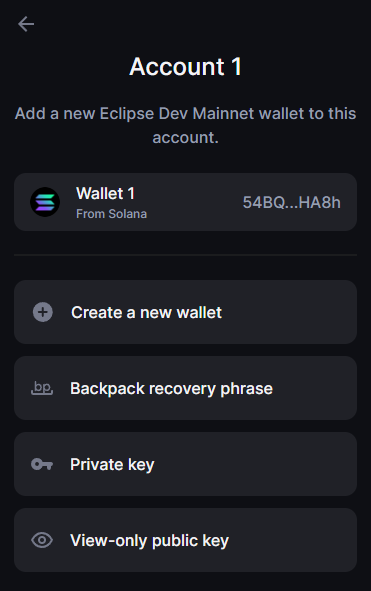 Account 1
Add a new Eclipse Dev Mainnet wallet to this
account.
Wallet 1
From Solana
54BQ...HA8h
Create a new wallet
bp
Backpack recovery phrase
Private key
View-only public key